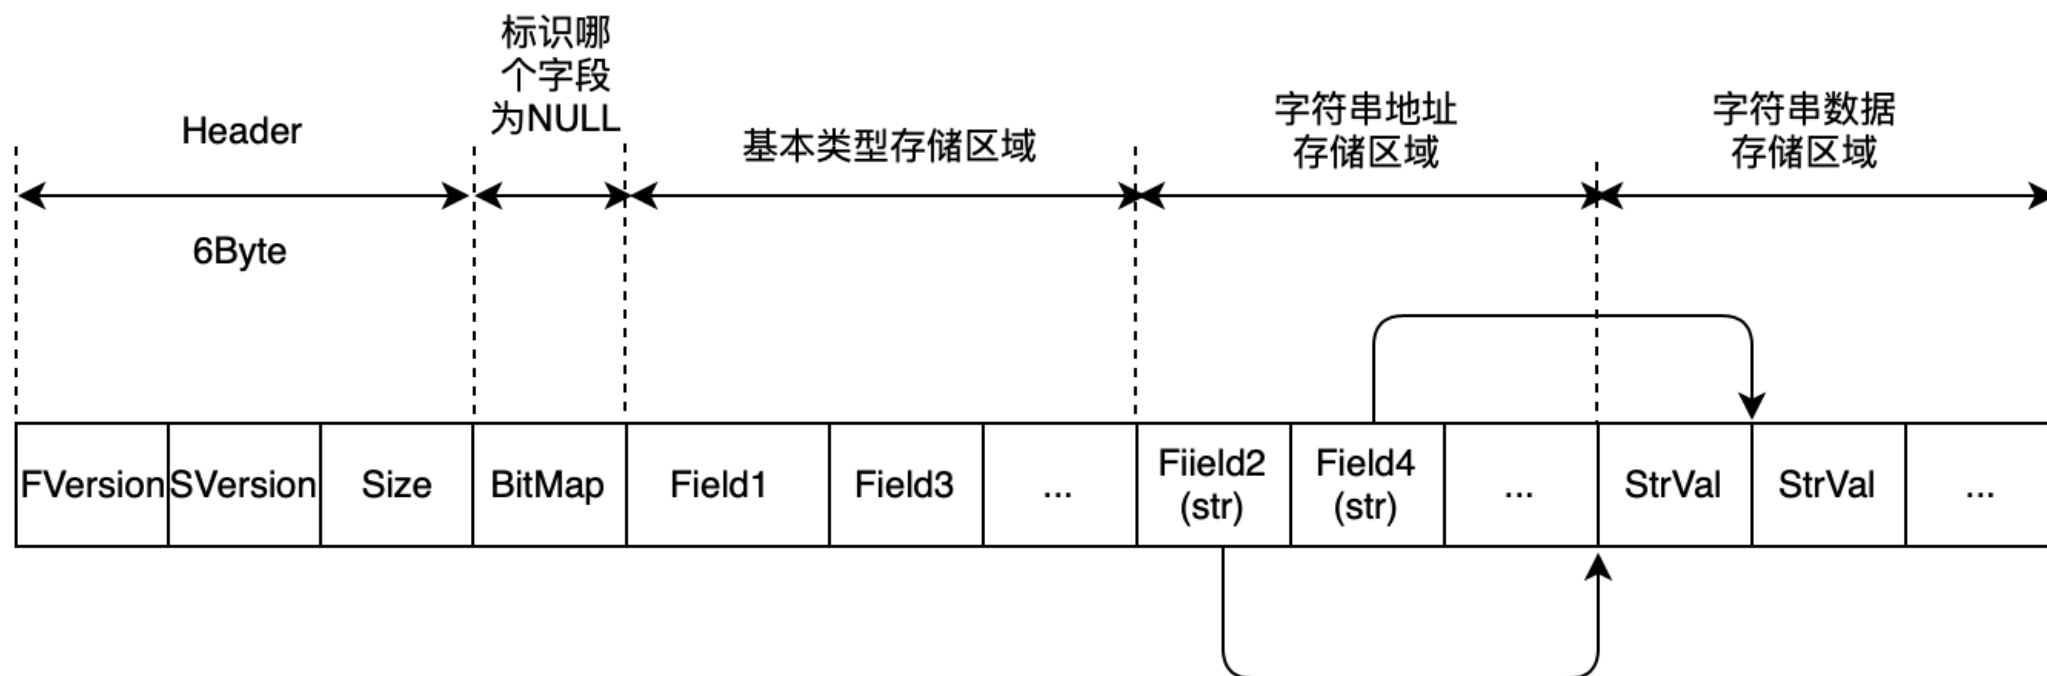 标识哪
个字段
为NULL
Header
基本类型存储区域
字符串地址
存储区域
字符串数据
存储区域
6Byte
FVersion
SVersion
Size
BitMap
Field1
Field3
...
Fiield2
(str)
Field4
(str)
...
StrVal
StrVal
...